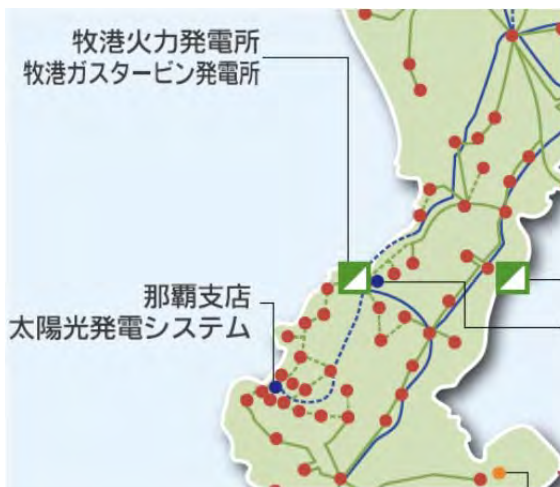 牧港火力発電所
牧港ガスタービン発電所
那覇支店
太陽光発電システム